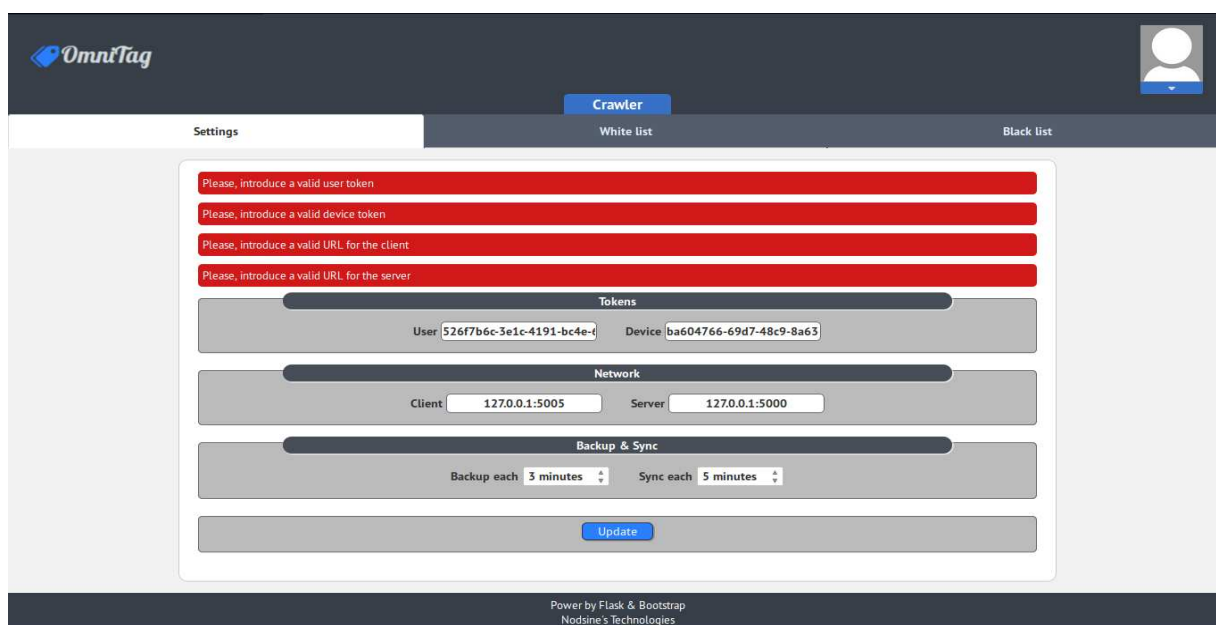 OmniTag
Crawler
Settings White list Black list
Please, introduce a valid user token
Please, introduce a valid device token
Please, introduce a valid URL for the client
Please, introduce a valid URL for the server
Tokens
User 526f7b6c-3e1c-4191-bc4e- Device ba604766-69d7-48c9-8a63
Network
Client 127.0.0.1:5005 Server 127.0.0.1:5000
Backup & Sync
Backup each 3 minutes Sync each 5 minutes
Update
Power by Flask & Bootstrap
Nodsine's Technologies